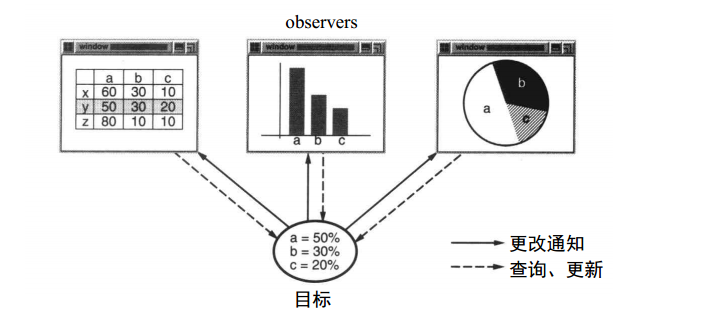 observers
window
window
window
a b c
x 60 30 10
y 50 30 20
z 80 10 10
a b c
a
b
c
a = 50%
b = 30%
c = 20%
目标
更改通知
查询、更新